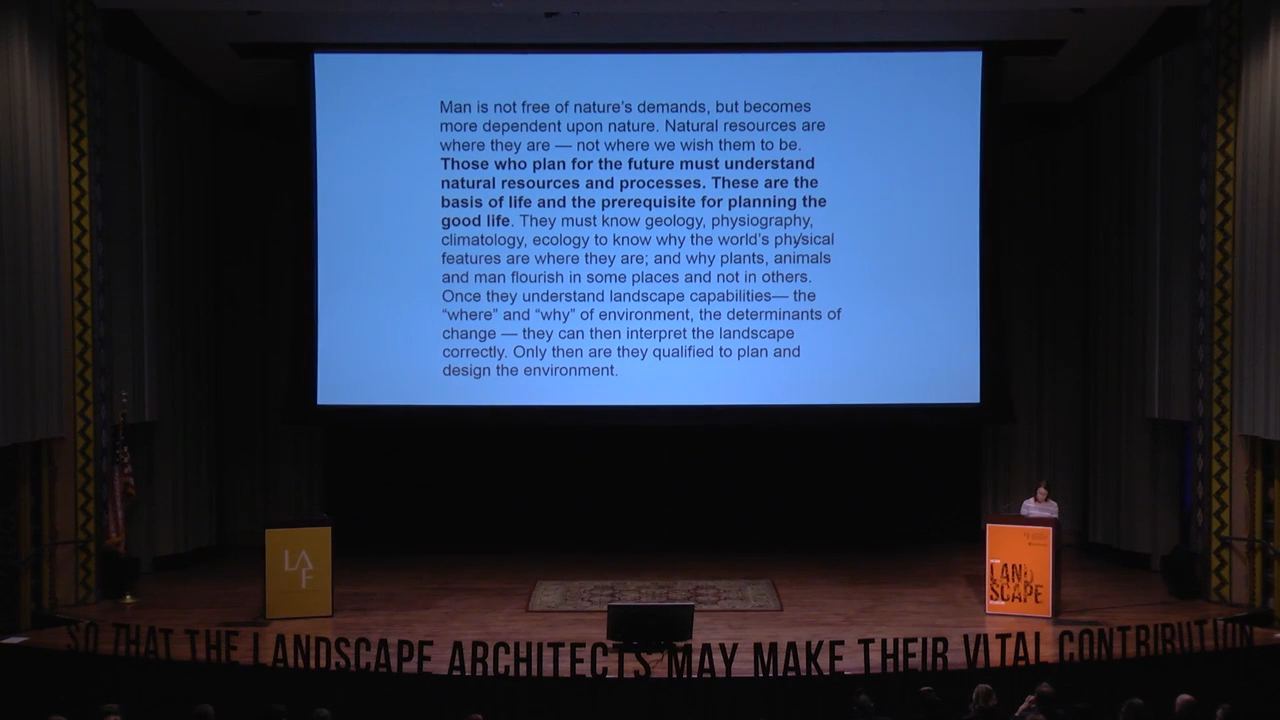 Man is not free of nature's demands, but becomes
more dependent upon nature. Natural resources are
where they are — not where we wish them to be.
Those who plan for the future must understand
natural resources and processes. These are the
basis of life and the prerequisite for planning the
good life. They must know geology, physiography,
climatology, ecology to know why the world's physical
features are where they are; and why plants, animals
and man flourish in some places and not in others.
Once they understand landscape capabilities— the
“where” and “why” of environment, the determinants of
change — they can then interpret the landscape
correctly. Only then are they qualified to plan and
design the environment.
LA
F
LAND
SCAPE
SO THAT THE LANDSCAPE ARCHITECTS MAY MAKE THEIR VITAL CONTRIBUTION